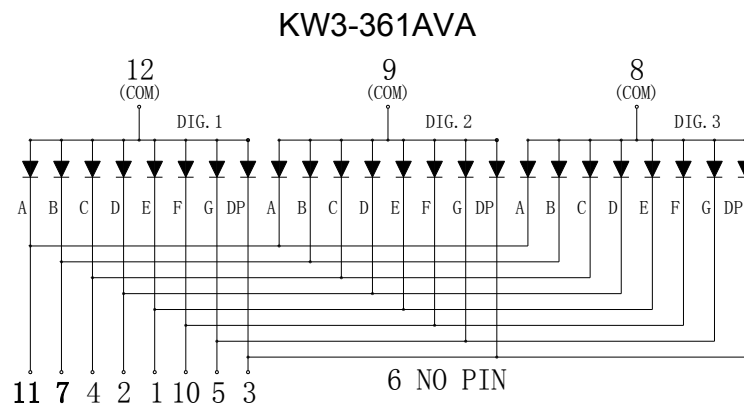 KW3-361AVA
12 9 8
(COM) (COM) (COM)
DIG.1 DIG.2 DIG.3
A B C D E F G DP A B C D E F G DP A B C D E F G DP
6 NO PIN
11 7 4 2 1 10 5 3